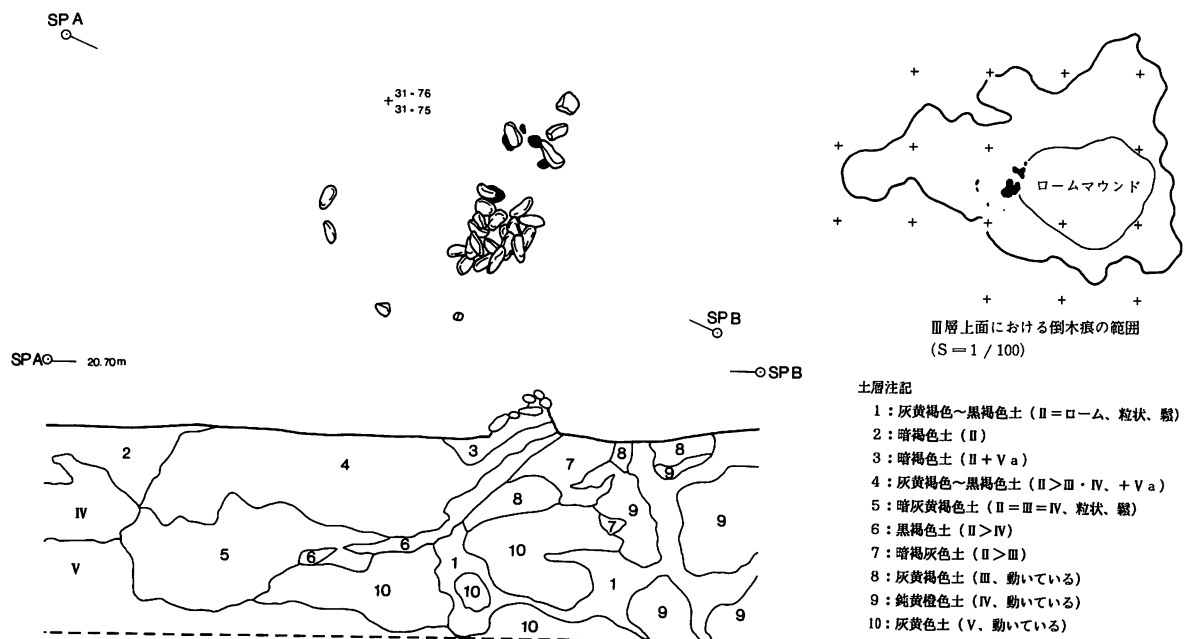 SPA
31-76
31-75
SPB
SPA 20.70m
SPB
2
4
3
7
8
8
9
IV
8
9
9
7
5
6
6
1
10
10
10
1
9
9
V
10
ロームマウンド
Ⅲ層上面における倒木痕の範囲
(S=1/100)
土層注記
1:灰黄褐色~黒褐色土(Ⅱ=ローム、粒状、鬆)
2:暗褐色土(Ⅱ)
3:暗褐色土(Ⅱ+Ⅴa)
4:灰黄褐色~黒褐色土(Ⅱ>Ⅲ・Ⅳ、+Ⅴa)
5:暗灰黄褐色土(Ⅱ=Ⅲ=Ⅳ、粒状、鬆)
6:黒褐色土(Ⅱ>Ⅳ)
7:暗褐灰色土(Ⅱ>Ⅲ)
8:灰黄褐色土(Ⅲ、動いている)
9:鈍黄橙色土(Ⅳ、動いている)
10:灰黄色土(Ⅴ、動いている)